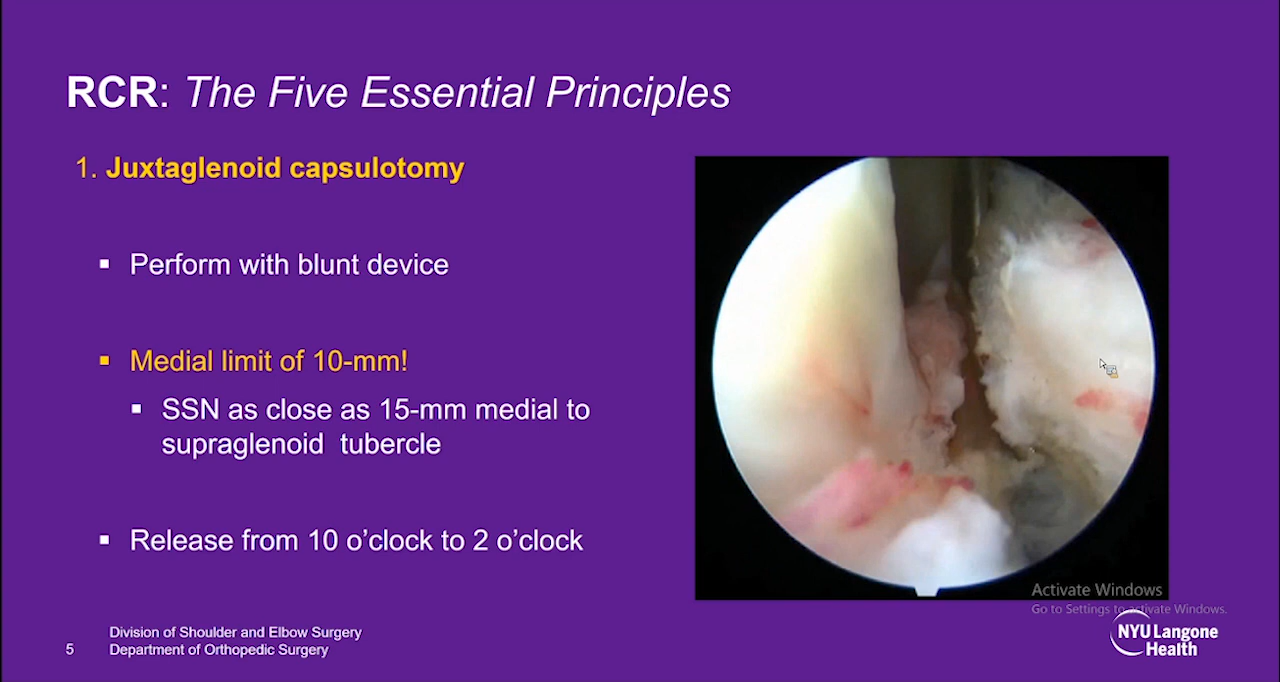 RCR: The Five Essential Principles
1. Juxtaglenoid capsulotomy
▪ Perform with blunt device
▪ Medial limit of 10-mm!
▪ SSN as close as 15-mm medial to
supraglenoid tubercle
▪ Release from 10 o’clock to 2 o’clock
Activate Windows
Go to Settings to activate Windows.
5
Division of Shoulder and Elbow Surgery
Department of Orthopedic Surgery
NYU Langone
Health